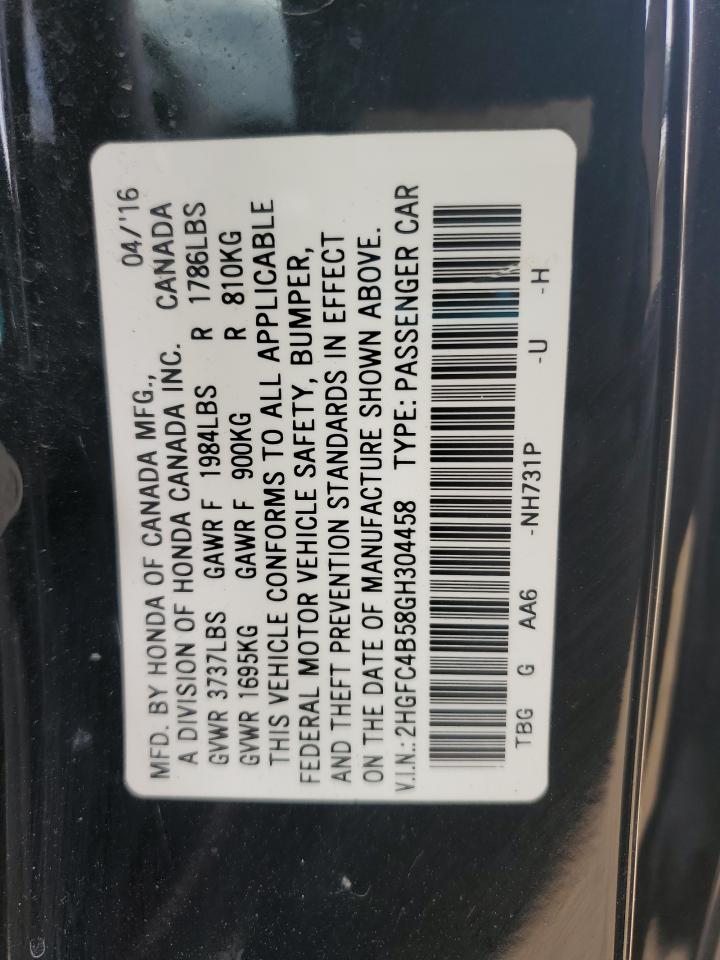 MFD. BY HONDA OF CANADA MFG., 04/'16
A DIVISION OF HONDA CANADA INC. CANADA
GVWR 3737LBS GAWR F 1984LBS R 1786LBS
GVWR 1695KG GAWR F 900KG R 810KG
THIS VEHICLE CONFORMS TO ALL APPLICABLE
FEDERAL MOTOR VEHICLE SAFETY, BUMPER,
AND THEFT PREVENTION STANDARDS IN EFFECT
ON THE DATE OF MANUFACTURE SHOWN ABOVE.
V.I.N.: 2HGFC4B58GH304458 TYPE: PASSENGER CAR
TBG G AA6 -NH731P -U -H